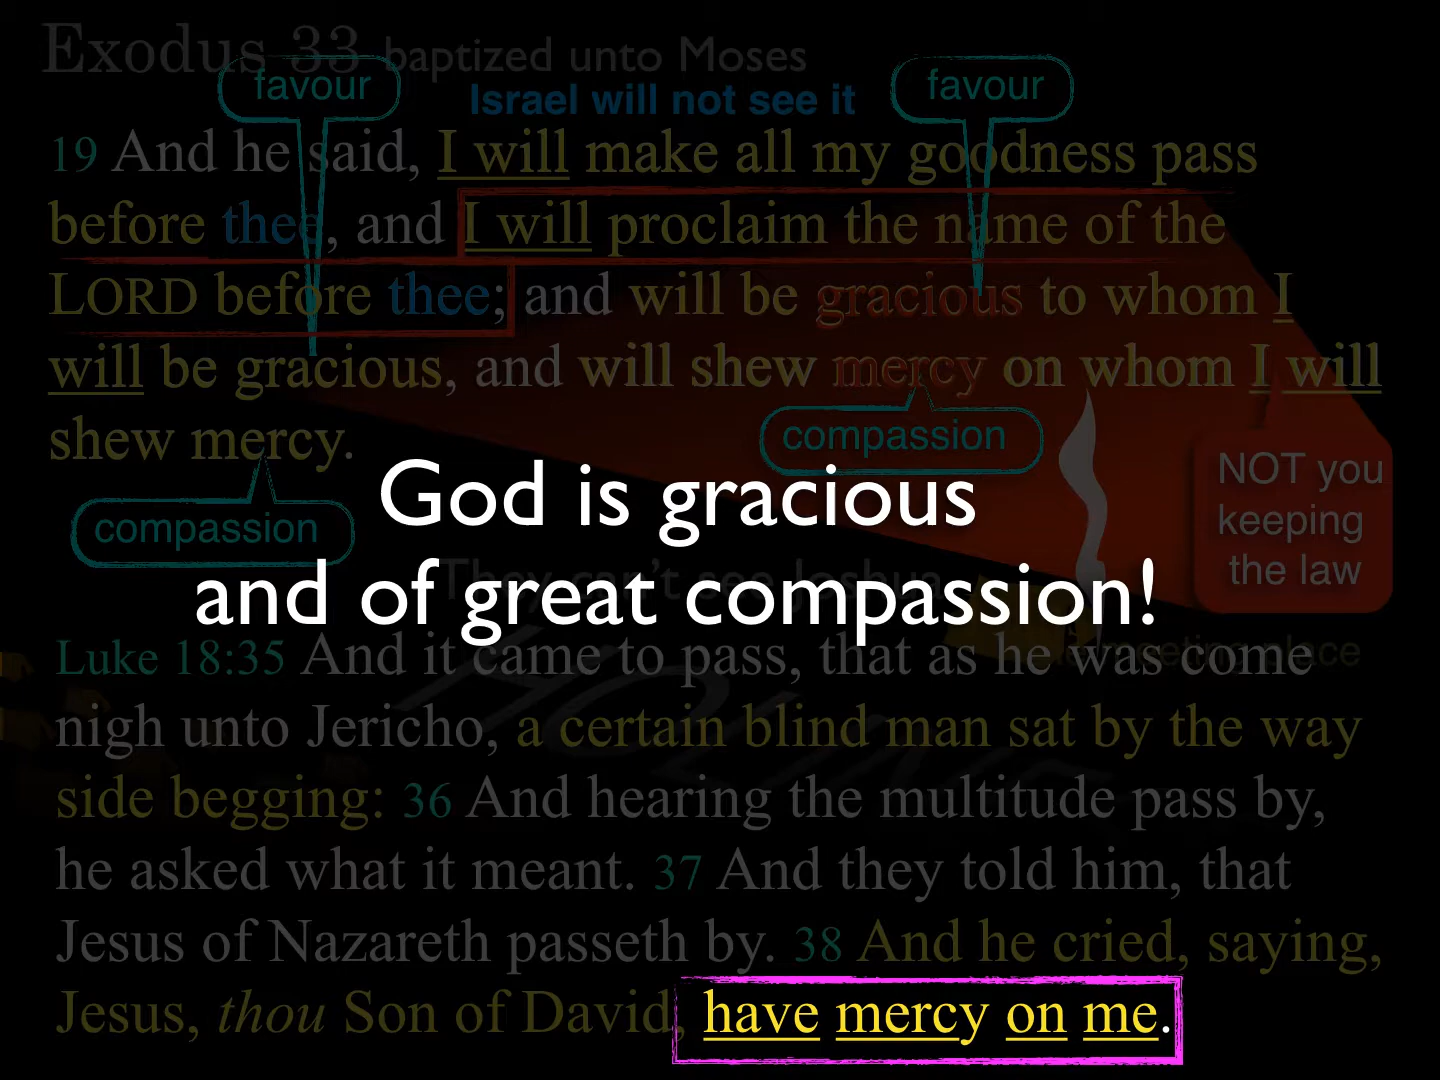 Exodus 33 baptized unto Moses
favour
Israel will not see it
favour
19 And he said, I will make all my goodness pass
before thee, and I will proclaim the name of the
LORD before thee; and will be gracious to whom I
will be gracious, and will shew mercy on whom I will
shew mercy.
compassion
NOT you
keeping
the law
compassion
God is gracious
and of great compassion!
They can't see Joshua
meeting place
Luke 18:35 And it came to pass, that as he was come
nigh unto Jericho, a certain blind man sat by the way
side begging: 36 And hearing the multitude pass by,
he asked what it meant. 37 And they told him, that
Jesus of Nazareth passeth by. 38 And he cried, saying,
Jesus, thou Son of David, have mercy on me.